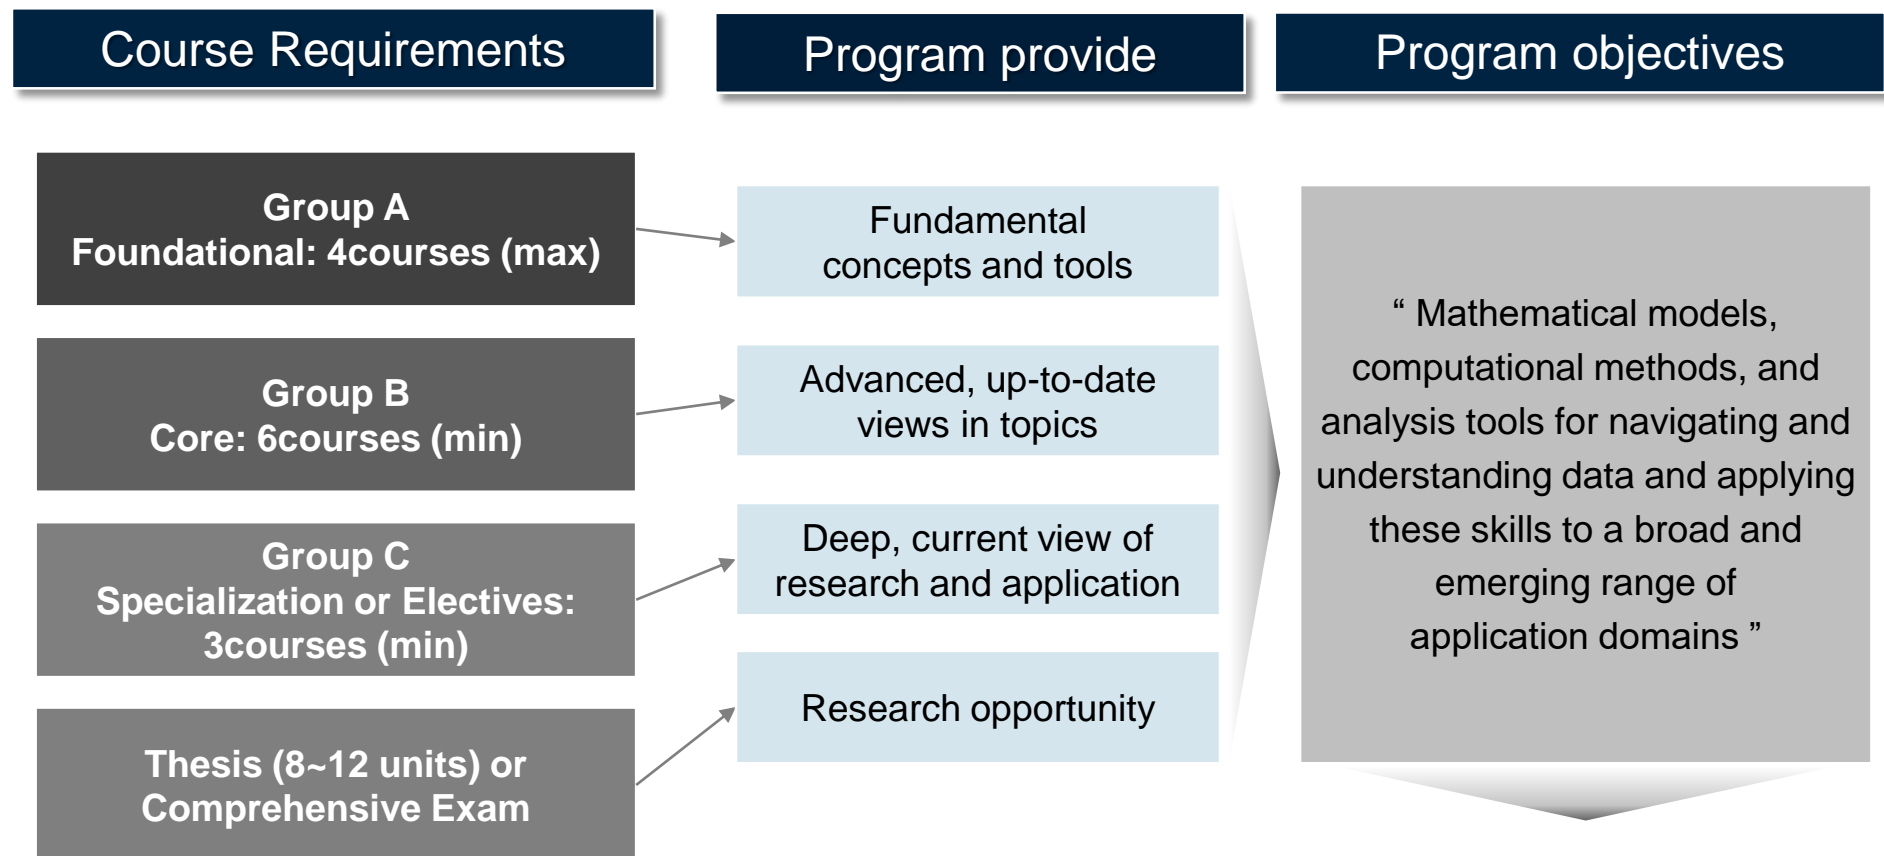 Course Requirements
Program provide
Program objectives
Group A
Foundational: 4courses (max)
Group B
Core: 6courses (min)
Group C
Specialization or Electives:
3courses (min)
Thesis (8~12 units) or
Comprehensive Exam
Fundamental
concepts and tools
Advanced, up-to-date
views in topics
Deep, current view of
research and application
Research opportunity
“ Mathematical models,
computational methods, and
analysis tools for navigating and
understanding data and applying
these skills to a broad and
emerging range of
application domains ”